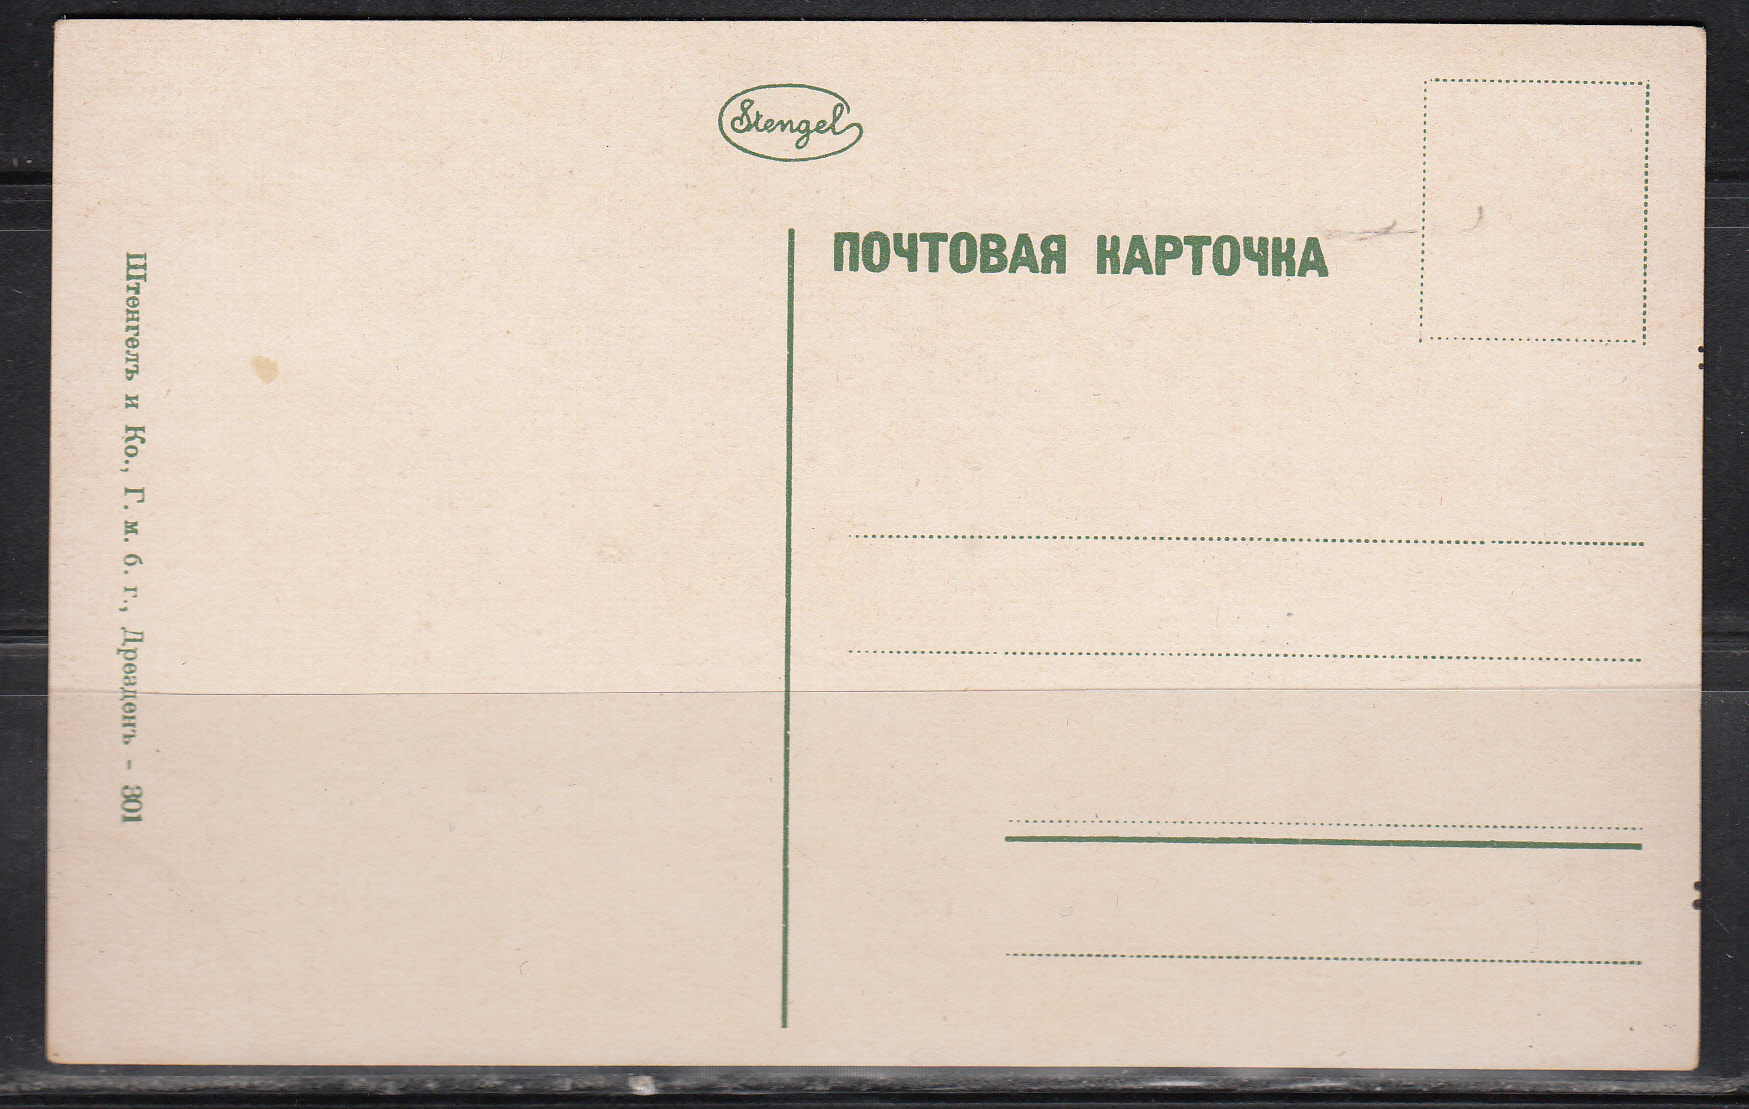 Stengel
ПОЧТОВАЯ КАРТОЧКА
Штенгелъ и Ко., Г. м. б. г., Дрезденъ - 301